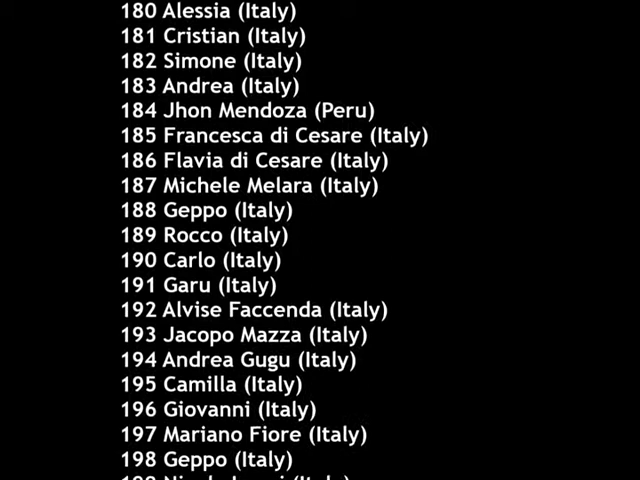 180 Alessia (Italy)
181 Cristian (Italy)
182 Simone (Italy)
183 Andrea (Italy)
184 Jhon Mendoza (Peru)
185 Francesca di Cesare (Italy)
186 Flavia di Cesare (Italy)
187 Michele Melara (Italy)
188 Geppo (Italy)
189 Rocco (Italy)
190 Carlo (Italy)
191 Garu (Italy)
192 Alvise Faccenda (Italy)
193 Jacopo Mazza (Italy)
194 Andrea Gugu (Italy)
195 Camilla (Italy)
196 Giovanni (Italy)
197 Mariano Fiore (Italy)
198 Geppo (Italy)